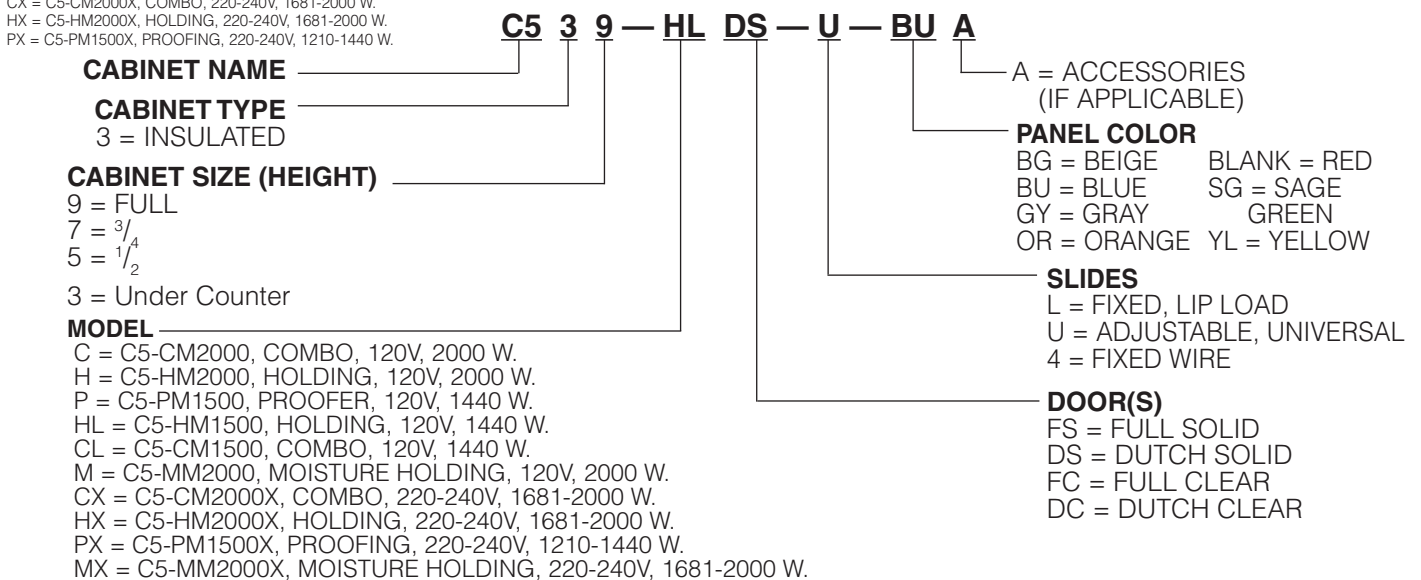 CX = C5-CM2000X, COMBO, 220-240V, 1681-2000 W.
HX = C5-HM2000X, HOLDING, 220-240V, 1681-2000 W.
PX = C5-PM1500X, PROOFING, 220-240V, 1210-1440 W.
C5 3 9 — HL DS — U — BU A
CABINET NAME
CABINET TYPE
3 = INSULATED
CABINET SIZE (HEIGHT)
9 = FULL
7 = 3/4
5 = 1/2
3 = Under Counter
MODEL
C = C5-CM2000, COMBO, 120V, 2000 W.
H = C5-HM2000, HOLDING, 120V, 2000 W.
P = C5-PM1500, PROOFER, 120V, 1440 W.
HL = C5-HM1500, HOLDING, 120V, 1440 W.
CL = C5-CM1500, COMBO, 120V, 1440 W.
M = C5-MM2000, MOISTURE HOLDING, 120V, 2000 W.
CX = C5-CM2000X, COMBO, 220-240V, 1681-2000 W.
HX = C5-HM2000X, HOLDING, 220-240V, 1681-2000 W.
PX = C5-PM1500X, PROOFING, 220-240V, 1210-1440 W.
MX = C5-MM2000X, MOISTURE HOLDING, 220-240V, 1681-2000 W.
A = ACCESSORIES
(IF APPLICABLE)
PANEL COLOR
BG = BEIGE BLANK = RED
BU = BLUE SG = SAGE
GY = GRAY GREEN
OR = ORANGE YL = YELLOW
SLIDES
L = FIXED, LIP LOAD
U = ADJUSTABLE, UNIVERSAL
4 = FIXED WIRE
DOOR(S)
FS = FULL SOLID
DS = DUTCH SOLID
FC = FULL CLEAR
DC = DUTCH CLEAR